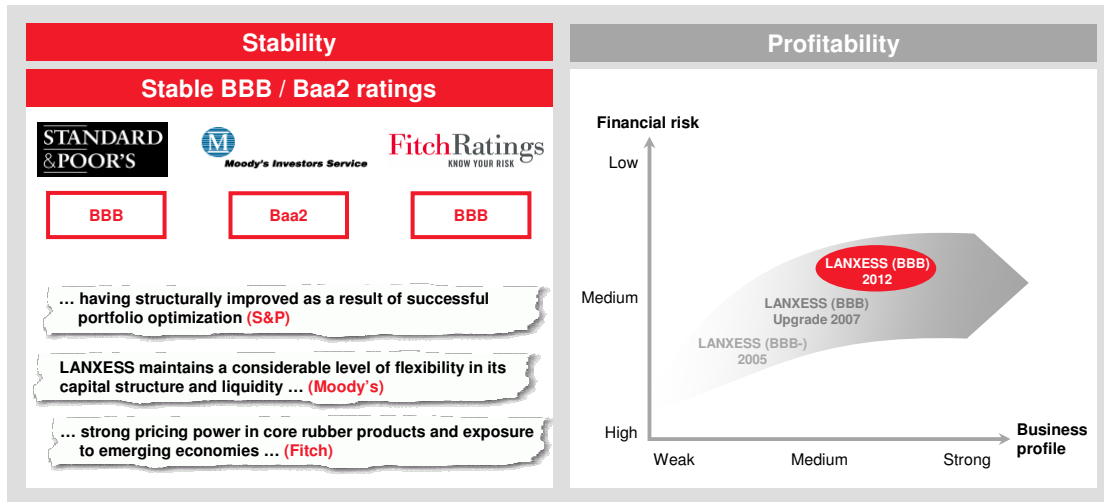 Stability
Stable BBB / Baa2 ratings
STANDARD
&POOR'S
M
Moody's Investors Service
FitchRatings
KNOW YOUR RISK
BBB
Baa2
BBB
… having structurally improved as a result of successful
portfolio optimization (S&P)
LANXESS maintains a considerable level of flexibility in its
capital structure and liquidity … (Moody's)
… strong pricing power in core rubber products and exposure
to emerging economies … (Fitch)
Profitability
Financial risk
Low
Medium
High
LANXESS (BBB)
2012
LANXESS (BBB)
Upgrade 2007
LANXESS (BBB-)
2005
Weak
Medium
Strong
Business
profile